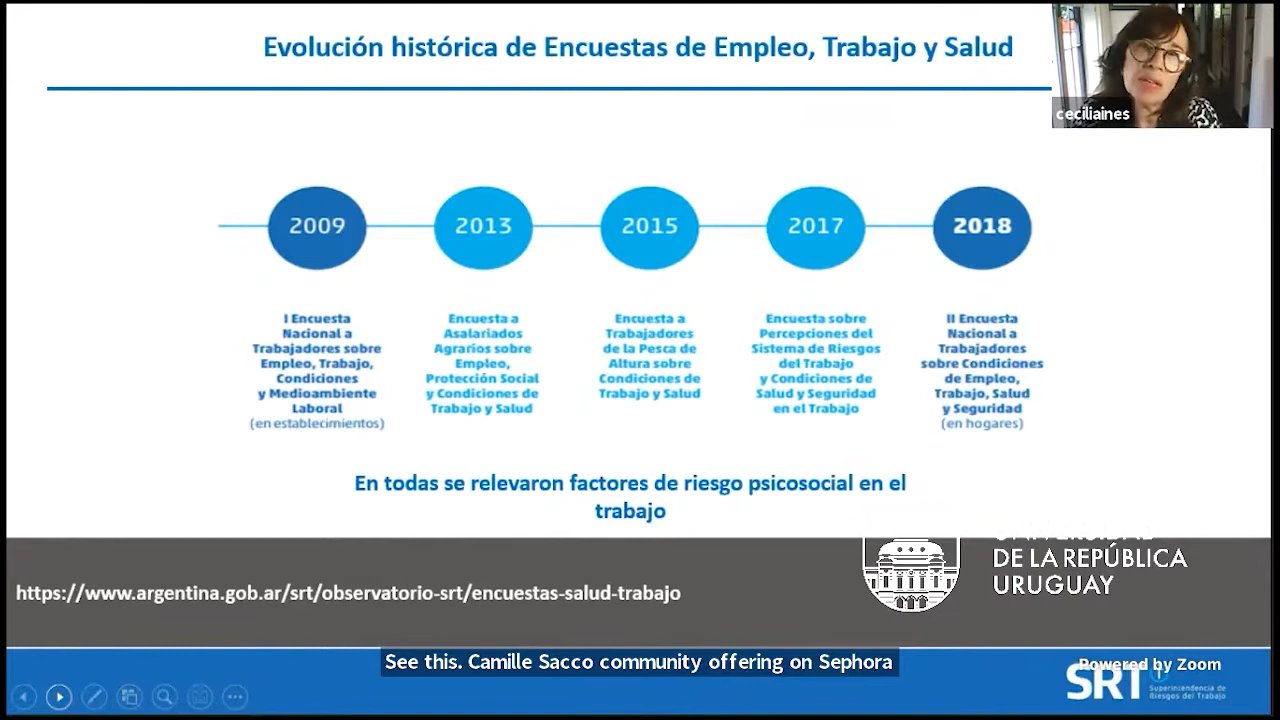 Evolución histórica de Encuestas de Empleo, Trabajo y Salud
ceciliaines
2009
2013
2015
2017
2018
I Encuesta
Nacional a
Trabajadores sobre
Empleo, Trabajo,
Condiciones
y Medioambiente
Laboral
(en establecimientos)
Encuesta a
Asalariados
Agrarios sobre
Empleo,
Protección Social
y Condiciones de
Trabajo y Salud
Encuesta a
Trabajadores
de la Pesca de
Altura sobre
Condiciones de
Trabajo y Salud
Encuesta sobre
Percepciones del
Sistema de Riesgos
del Trabajo
y Condiciones de
Salud y Seguridad
en el Trabajo
II Encuesta
Nacional a
Trabajadores
sobre Condiciones
de Empleo,
Trabajo, Salud
y Seguridad
(en hogares)
En todas se relevaron factores de riesgo psicosocial en el
trabajo
UNIVERSIDAD
DE LA REPÚBLICA
URUGUAY
https://www.argentina.gob.ar/srt/observatorio-srt/encuestas-salud-trabajo
See this. Camille Sacco community offering on Sephora
Powered by Zoom
SRT
Superintendencia de
Riesgos del Trabajo